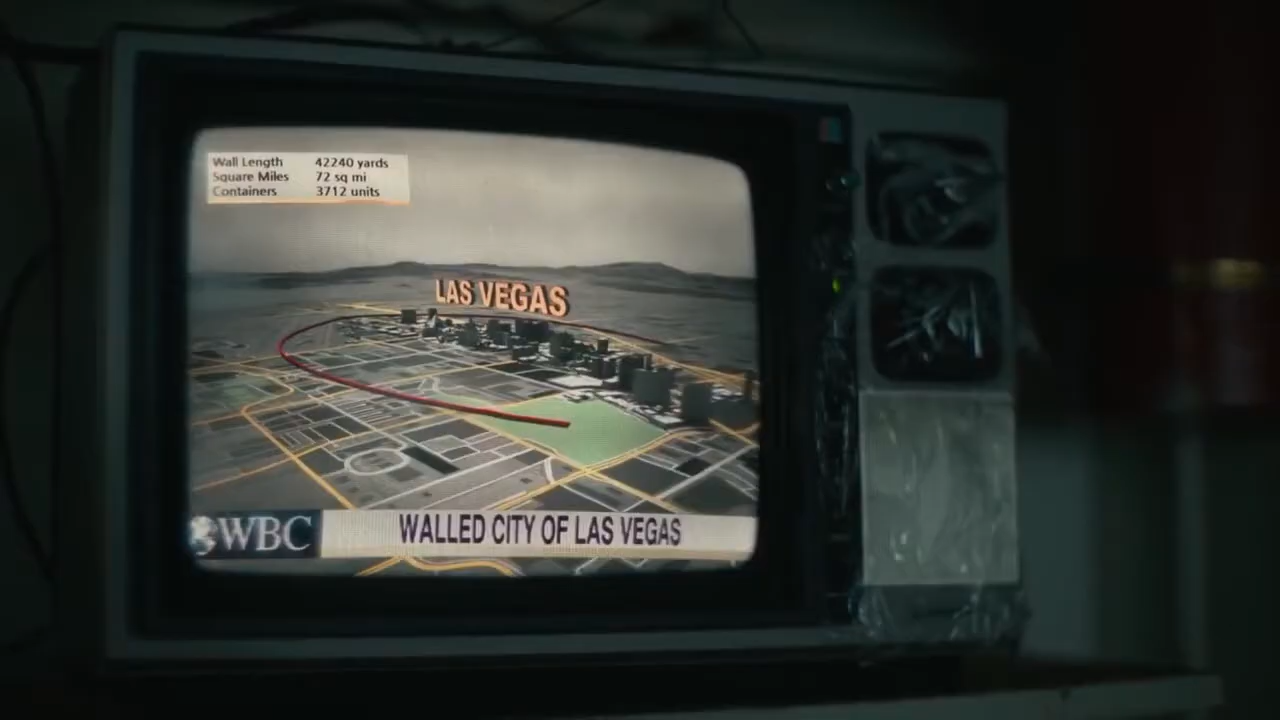 Wall Length 42240 yards
Square Miles 72 sq mi
Containers 3712 units
LAS VEGAS
WBC
WALLED CITY OF LAS VEGAS